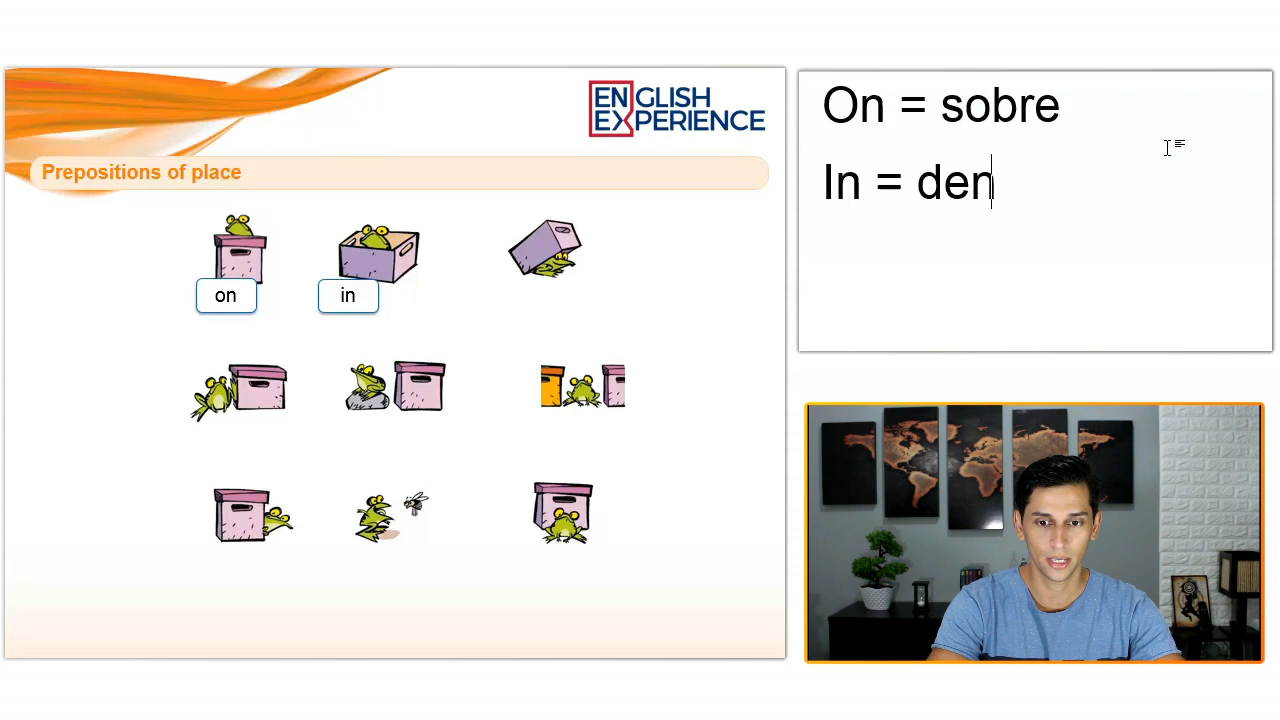 ENGLISH
EXPERIENCE
Prepositions of place
on
in
On = sobre
In = den